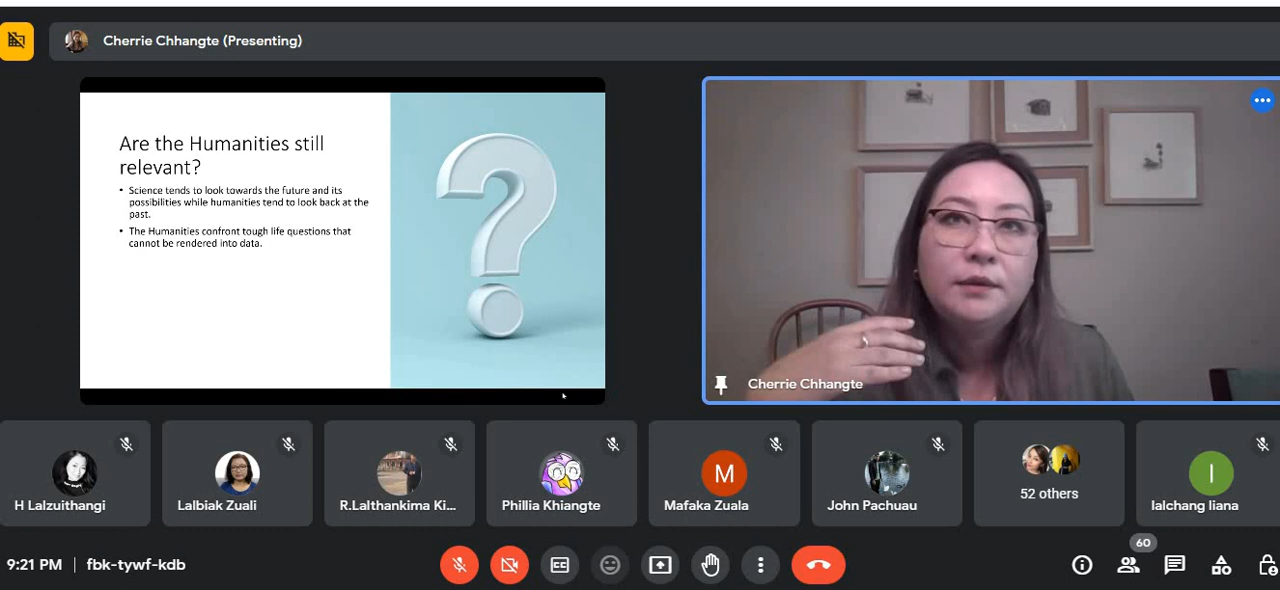 Cherrie Chhangte (Presenting)
Are the Humanities still
relevant?
• Science tends to look towards the future and its
possibilities while humanities tend to look back at the
past.
• The Humanities confront tough life questions that
cannot be rendered into data.
Cherrie Chhangte
H Lalzuithangi
Lalbiak Zuali
R.Lalthankima Ki...
Phillia Khiangte
M
Mafaka Zuala
John Pachuau
52 others
l
lalchang liana
9:21 PM | fbk-tywf-kdb
CC
60